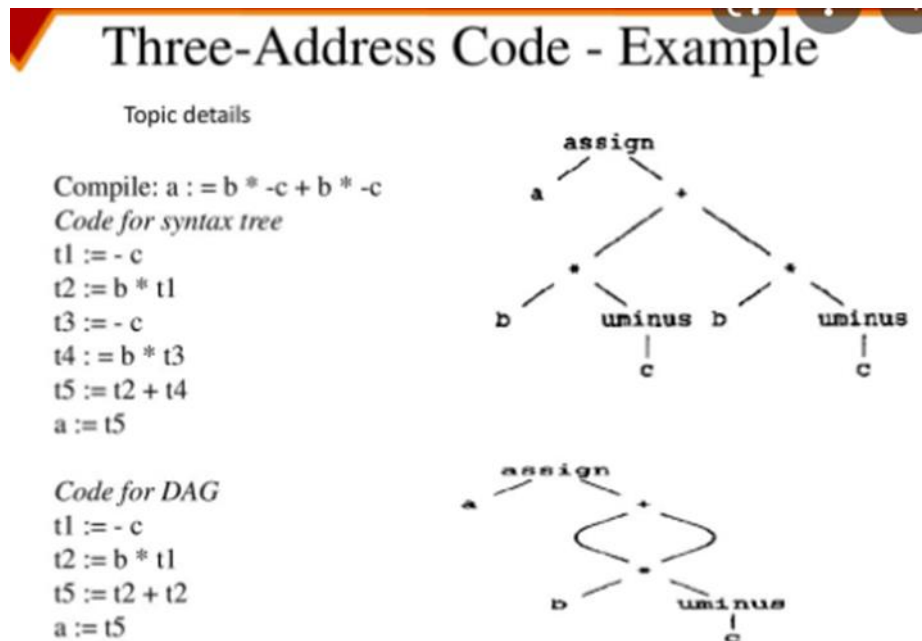 Three-Address Code - Example
Topic details
Compile: a : = b * -c + b * -c
Code for syntax tree
t1 := - c
t2 := b * t1
t3 := - c
t4 : = b * t3
t5 := t2 + t4
a := t5
assign
a +
* *
b uminus b uminus
c c
Code for DAG
t1 := - c
t2 := b * t1
t5 := t2 + t2
a := t5
assign
a +
*
b uminus
c